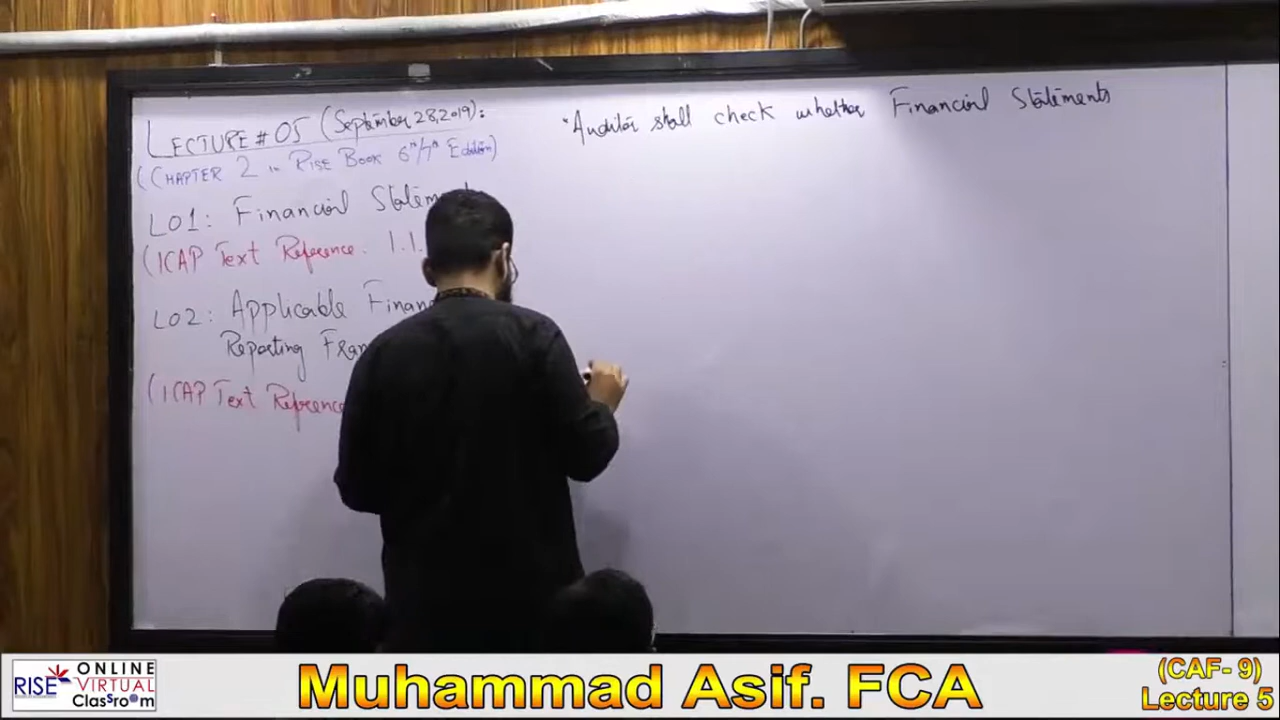 LECTURE # 05 (September 28, 2019):
(CHAPTER 2 in RISE BOOK 6th/7th Edition)
LO1: Financial Statement
(ICAP Text Reference. 1.1.
LO2: Applicable Finan
Reporting Fram
(ICAP Text Reference
"Auditor shall check whether Financial Statements
RISE ONLINE VIRTUAL Classroom
Muhammad Asif. FCA
(CAF- 9)
Lecture 5